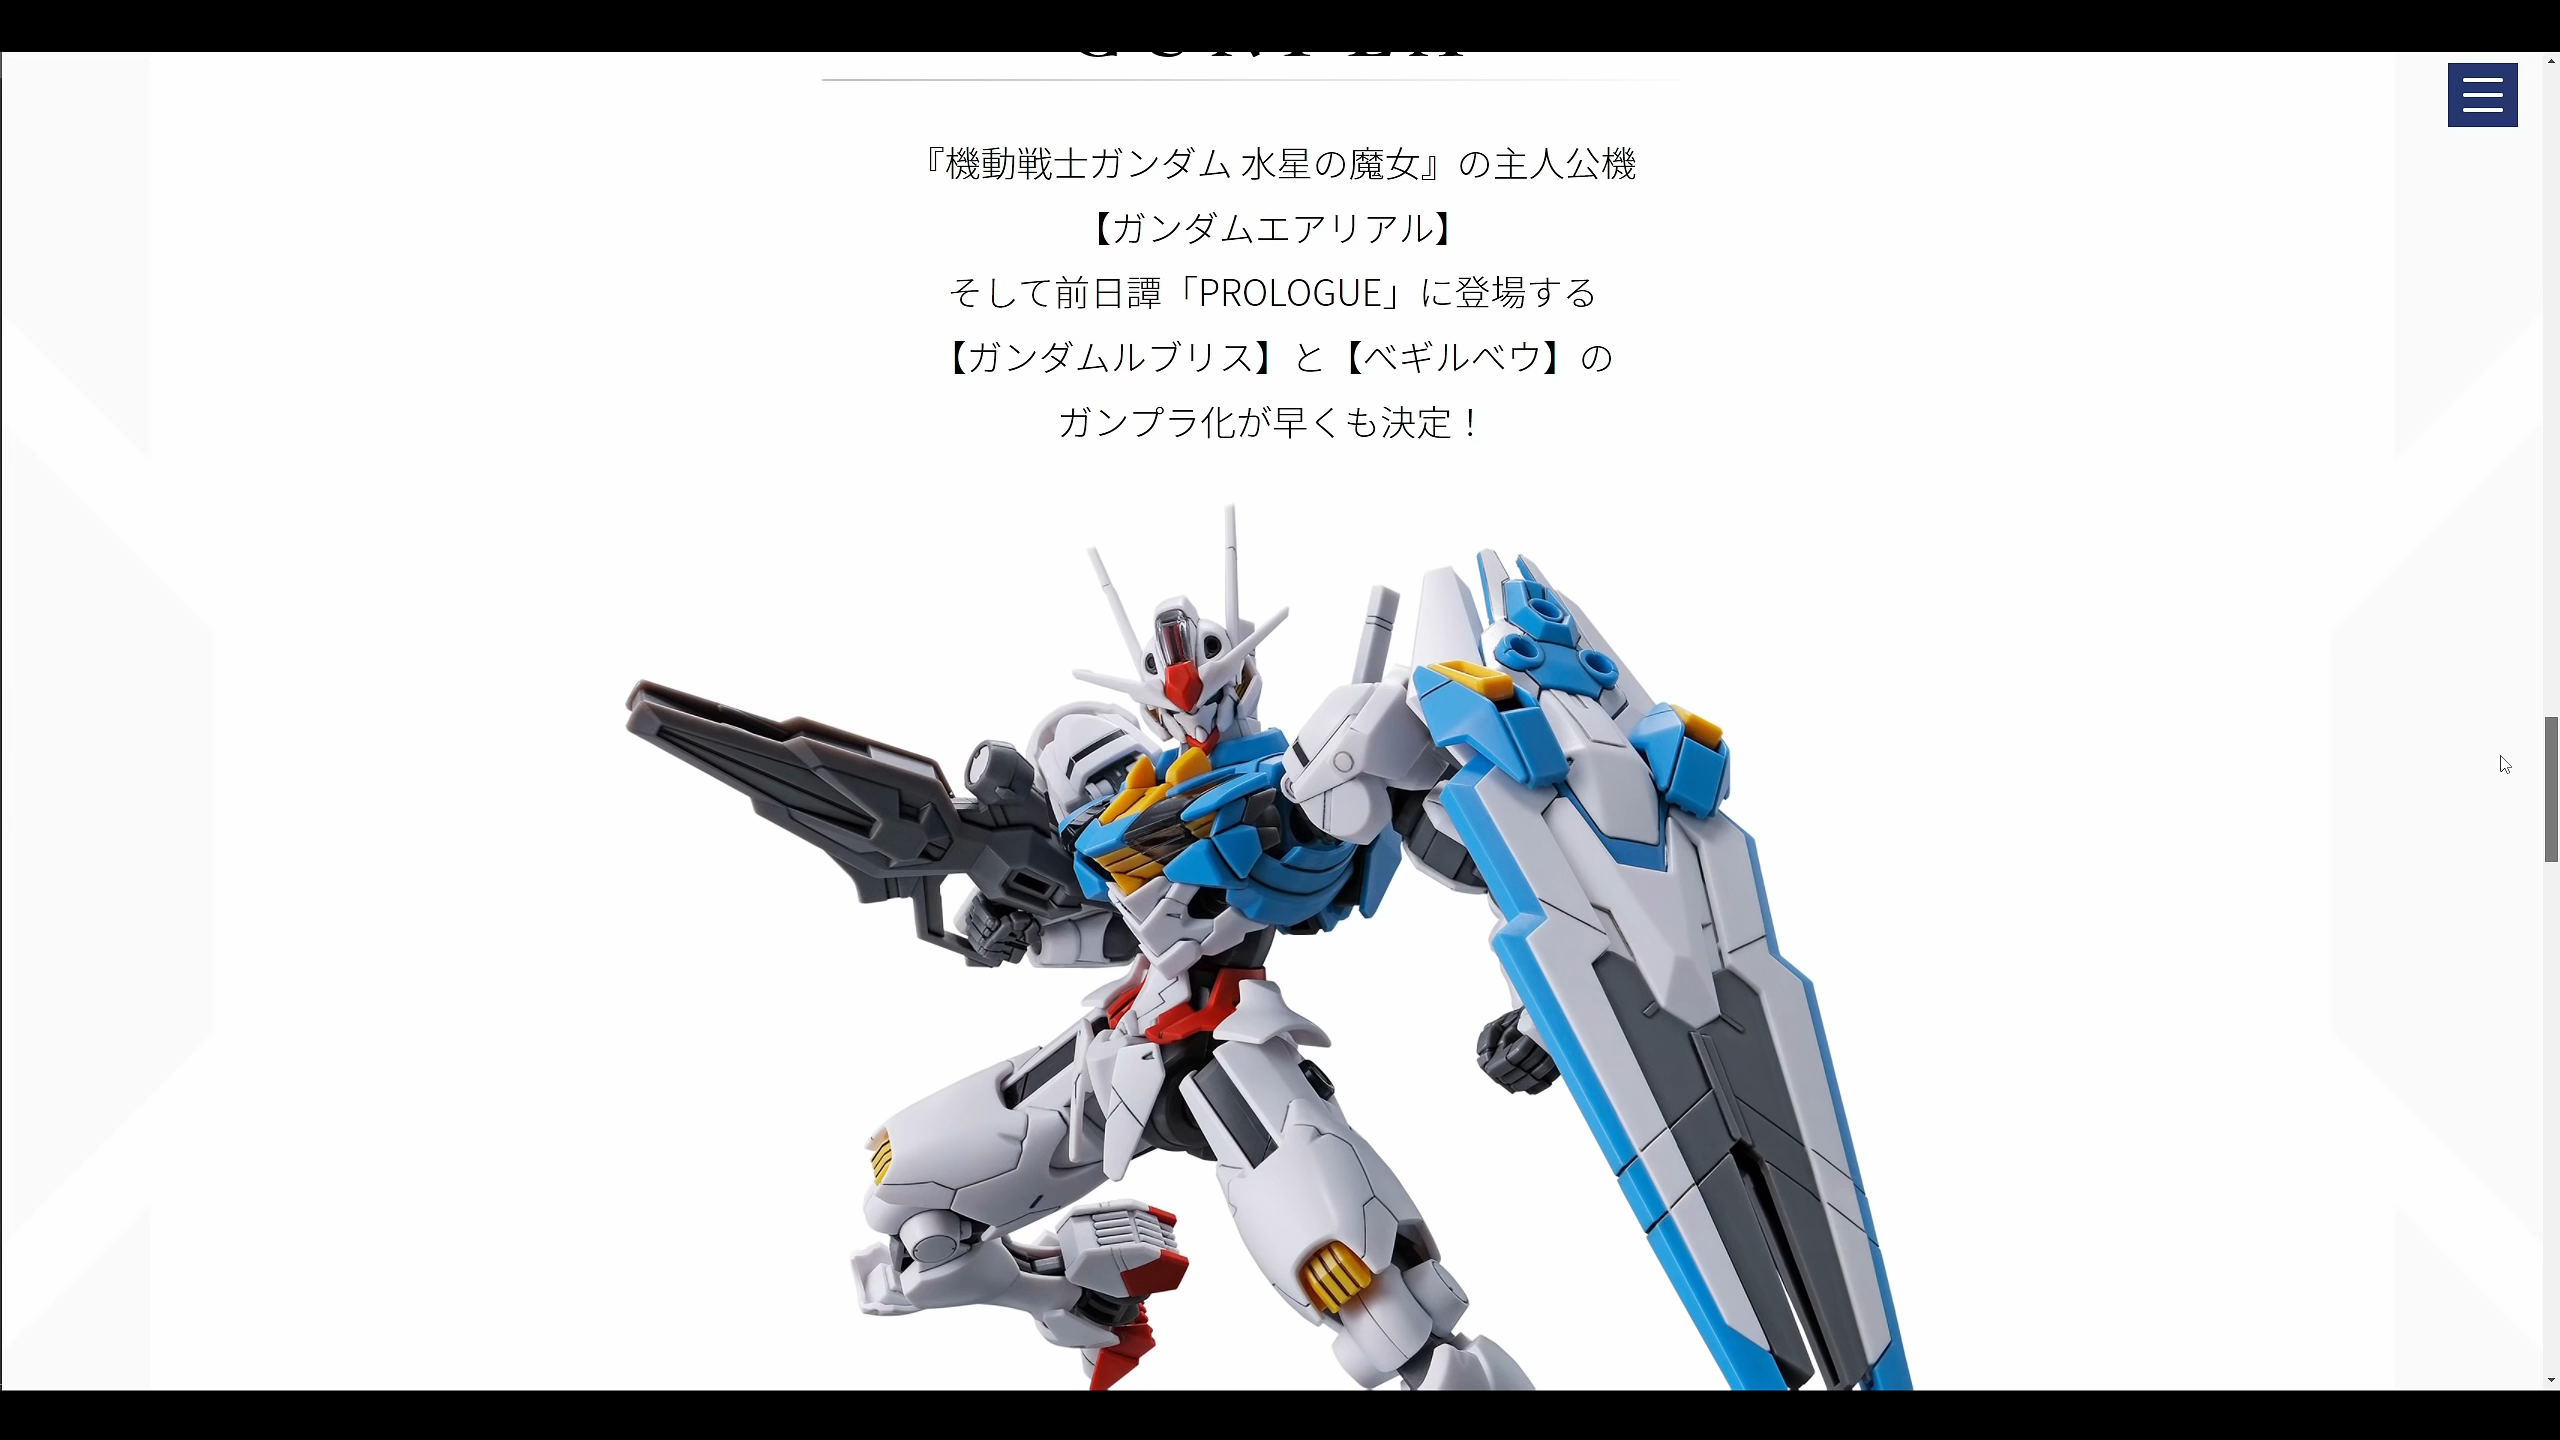 GUNPLA
『機動戦士ガンダム 水星の魔女』の主人公機
【ガンダムエアリアル】
そして前日譚「PROLOGUE」に登場する
【ガンダムルブリス】と【ベギルベウ】の
ガンプラ化が早くも決定！